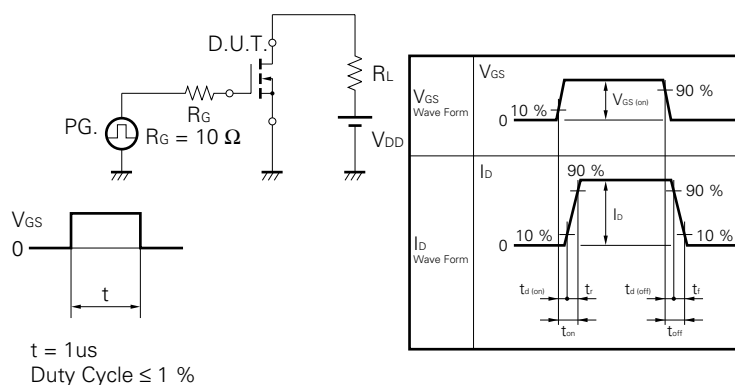 D.U.T.
RL
RG
PG.
RG = 10 Ω
VDD
VGS
0
t
t = 1us
Duty Cycle ≤ 1 %
VGS
Wave Form
VGS
10 %
VGS (on)
90 %
0
ID
Wave Form
ID
90 %
90 %
10 %
ID
10 %
0
td (on)
tr
td (off)
tf
ton
toff